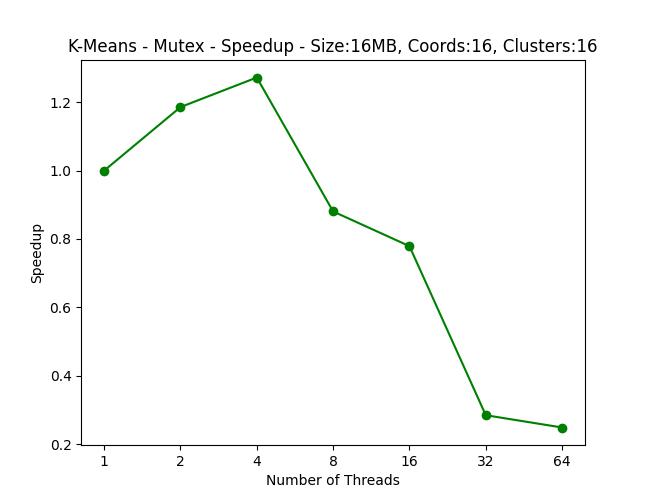 K-Means - Mutex - Speedup - Size:16MB, Coords:16, Clusters:16
1.2
1.0
0.8
0.6
0.4
0.2
Speedup
1 2 4 8 16 32 64
Number of Threads